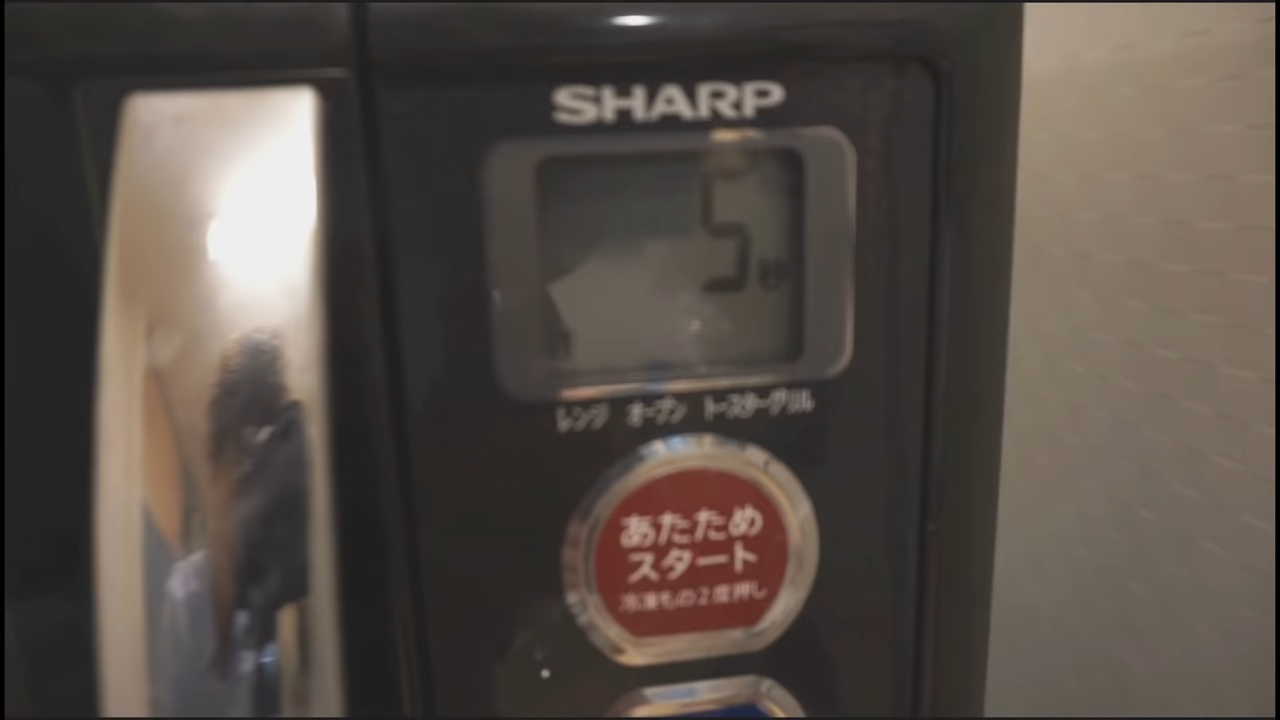 SHARP
5秒
レンジ オーブン トースターグリル
あたため
スタート
冷凍もの2度押し